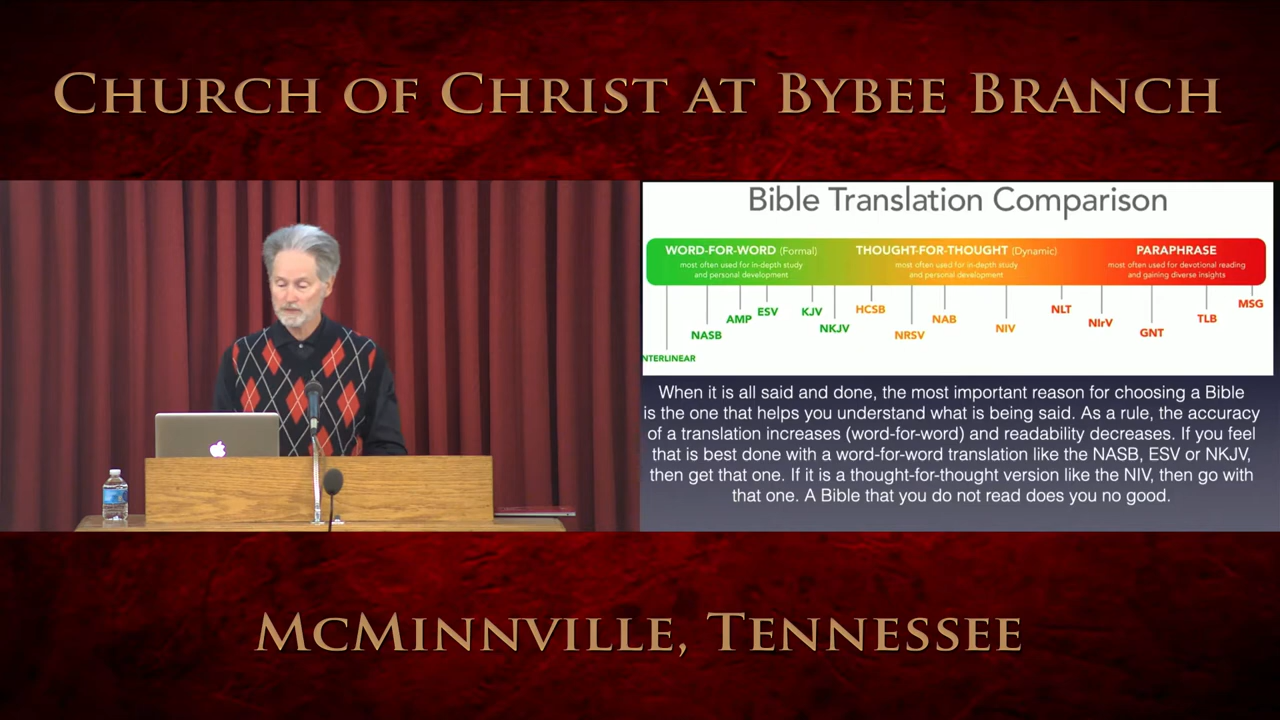 CHURCH OF CHRIST AT BYBEE BRANCH
Bible Translation Comparison
WORD-FOR-WORD (Formal)
most often used for in-depth study
and personal development
THOUGHT-FOR-THOUGHT (Dynamic)
most often used for in-depth study
and personal development
PARAPHRASE
most often used for devotional reading
and gaining diverse insights
NTERLINEAR
NASB
AMP
ESV
KJV
NKJV
HCSB
NRSV
NAB
NIV
NLT
NIrV
GNT
TLB
MSG
When it is all said and done, the most important reason for choosing a Bible
is the one that helps you understand what is being said. As a rule, the accuracy
of a translation increases (word-for-word) and readability decreases. If you feel
that is best done with a word-for-word translation like the NASB, ESV or NKJV,
then get that one. If it is a thought-for-thought version like the NIV, then go with
that one. A Bible that you do not read does you no good.
MCMINNVILLE, TENNESSEE